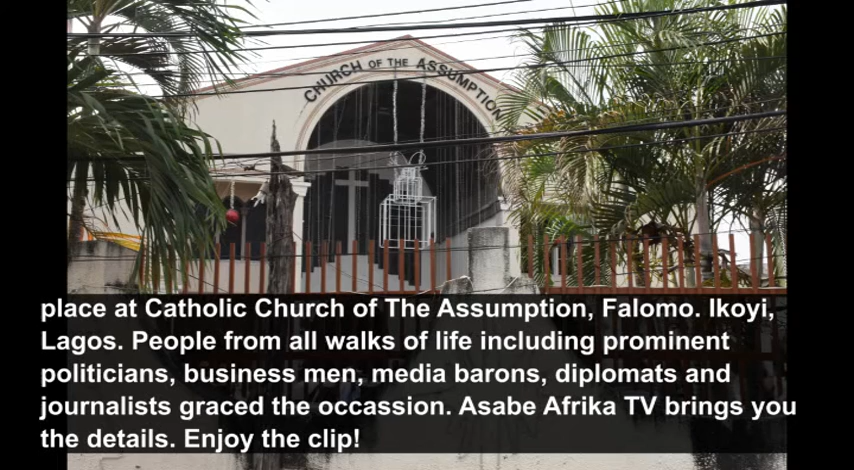 CHURCH OF THE ASSUMPTION
place at Catholic Church of The Assumption, Falomo. Ikoyi,
Lagos. People from all walks of life including prominent
politicians, business men, media barons, diplomats and
journalists graced the occassion. Asabe Afrika TV brings you
the details. Enjoy the clip!